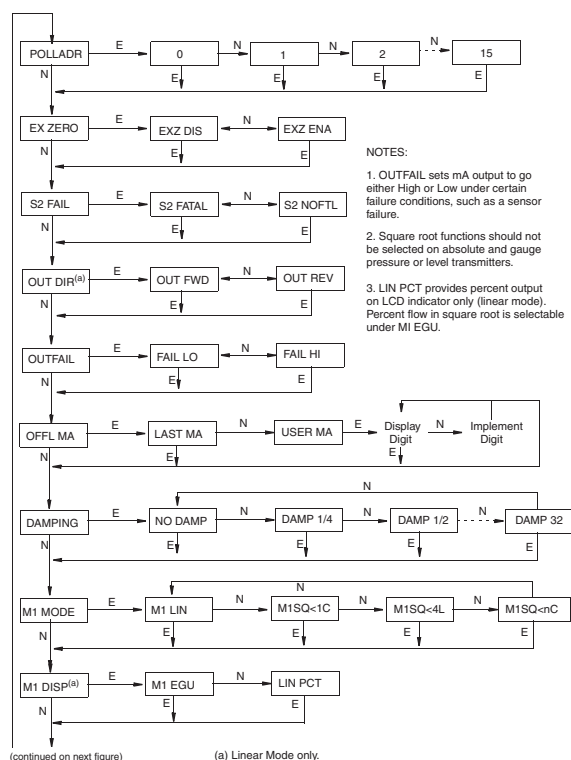 POLLADR E 0 N 1 N 2 N 15
N E E E E
EX ZERO E EXZ DIS N EXZ ENA
N E E
NOTES:
1. OUTFAIL sets mA output to go
either High or Low under certain
failure conditions, such as a sensor
failure.
2. Square root functions should not
be selected on absolute and gauge
pressure or level transmitters.
3. LIN PCT provides percent output
on LCD indicator only (linear mode).
Percent flow in square root is selectable
under MI EGU.
S2 FAIL E S2 FATAL N S2 NOFTL
N E E
OUT DIR(a) E OUT FWD N OUT REV
N E E
OUTFAIL E FAIL LO N FAIL HI
N E E
OFFL MA E LAST MA N USER MA E Display Digit N Implement Digit
N E E
N
DAMPING E NO DAMP N DAMP 1/4 N DAMP 1/2 N DAMP 32
N E E E E
N
M1 MODE E M1 LIN N M1SQ<1C N M1SQ<4L N M1SQ<nC
N E E E E
M1 DISP(a) E M1 EGU N LIN PCT
N E E
(continued on next figure)
(a) Linear Mode only.